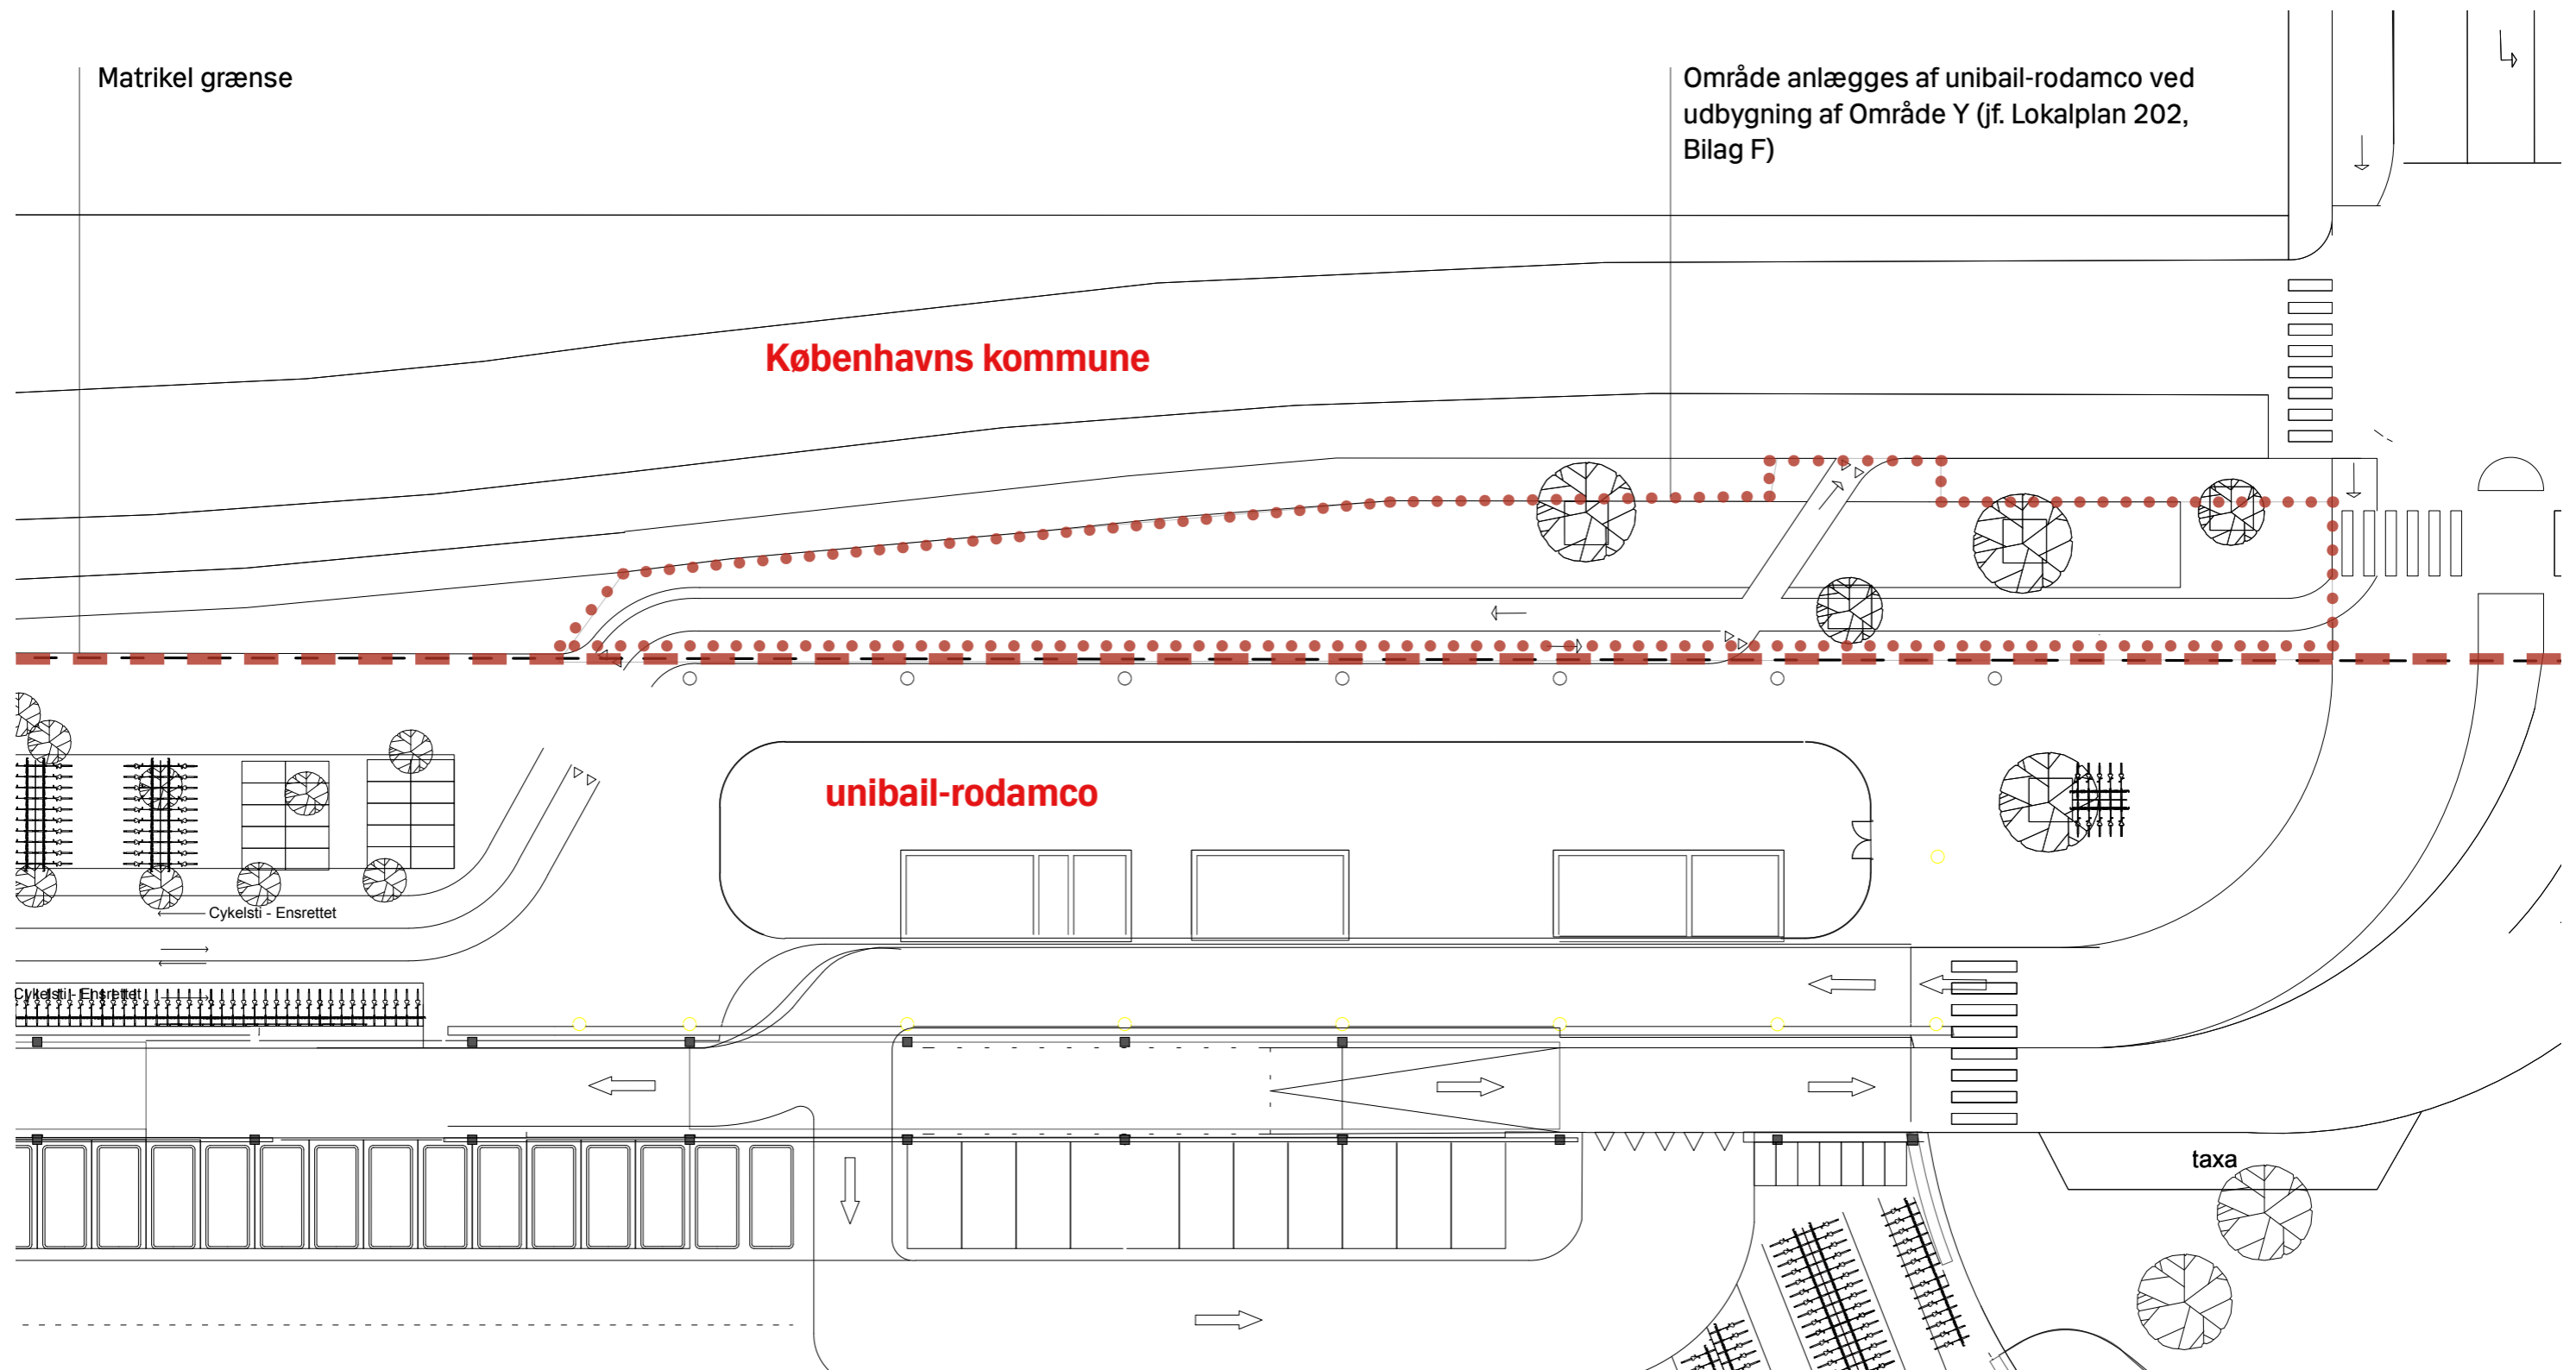 Matrikel grænse
Område anlægges af unibail-rodamco ved
udbygning af Område Y (jf. Lokalplan 202,
Bilag F)
Københavns kommune
unibail-rodamco
Cykelsti - Ensrettet
Cykelsti - Ensrettet
taxa